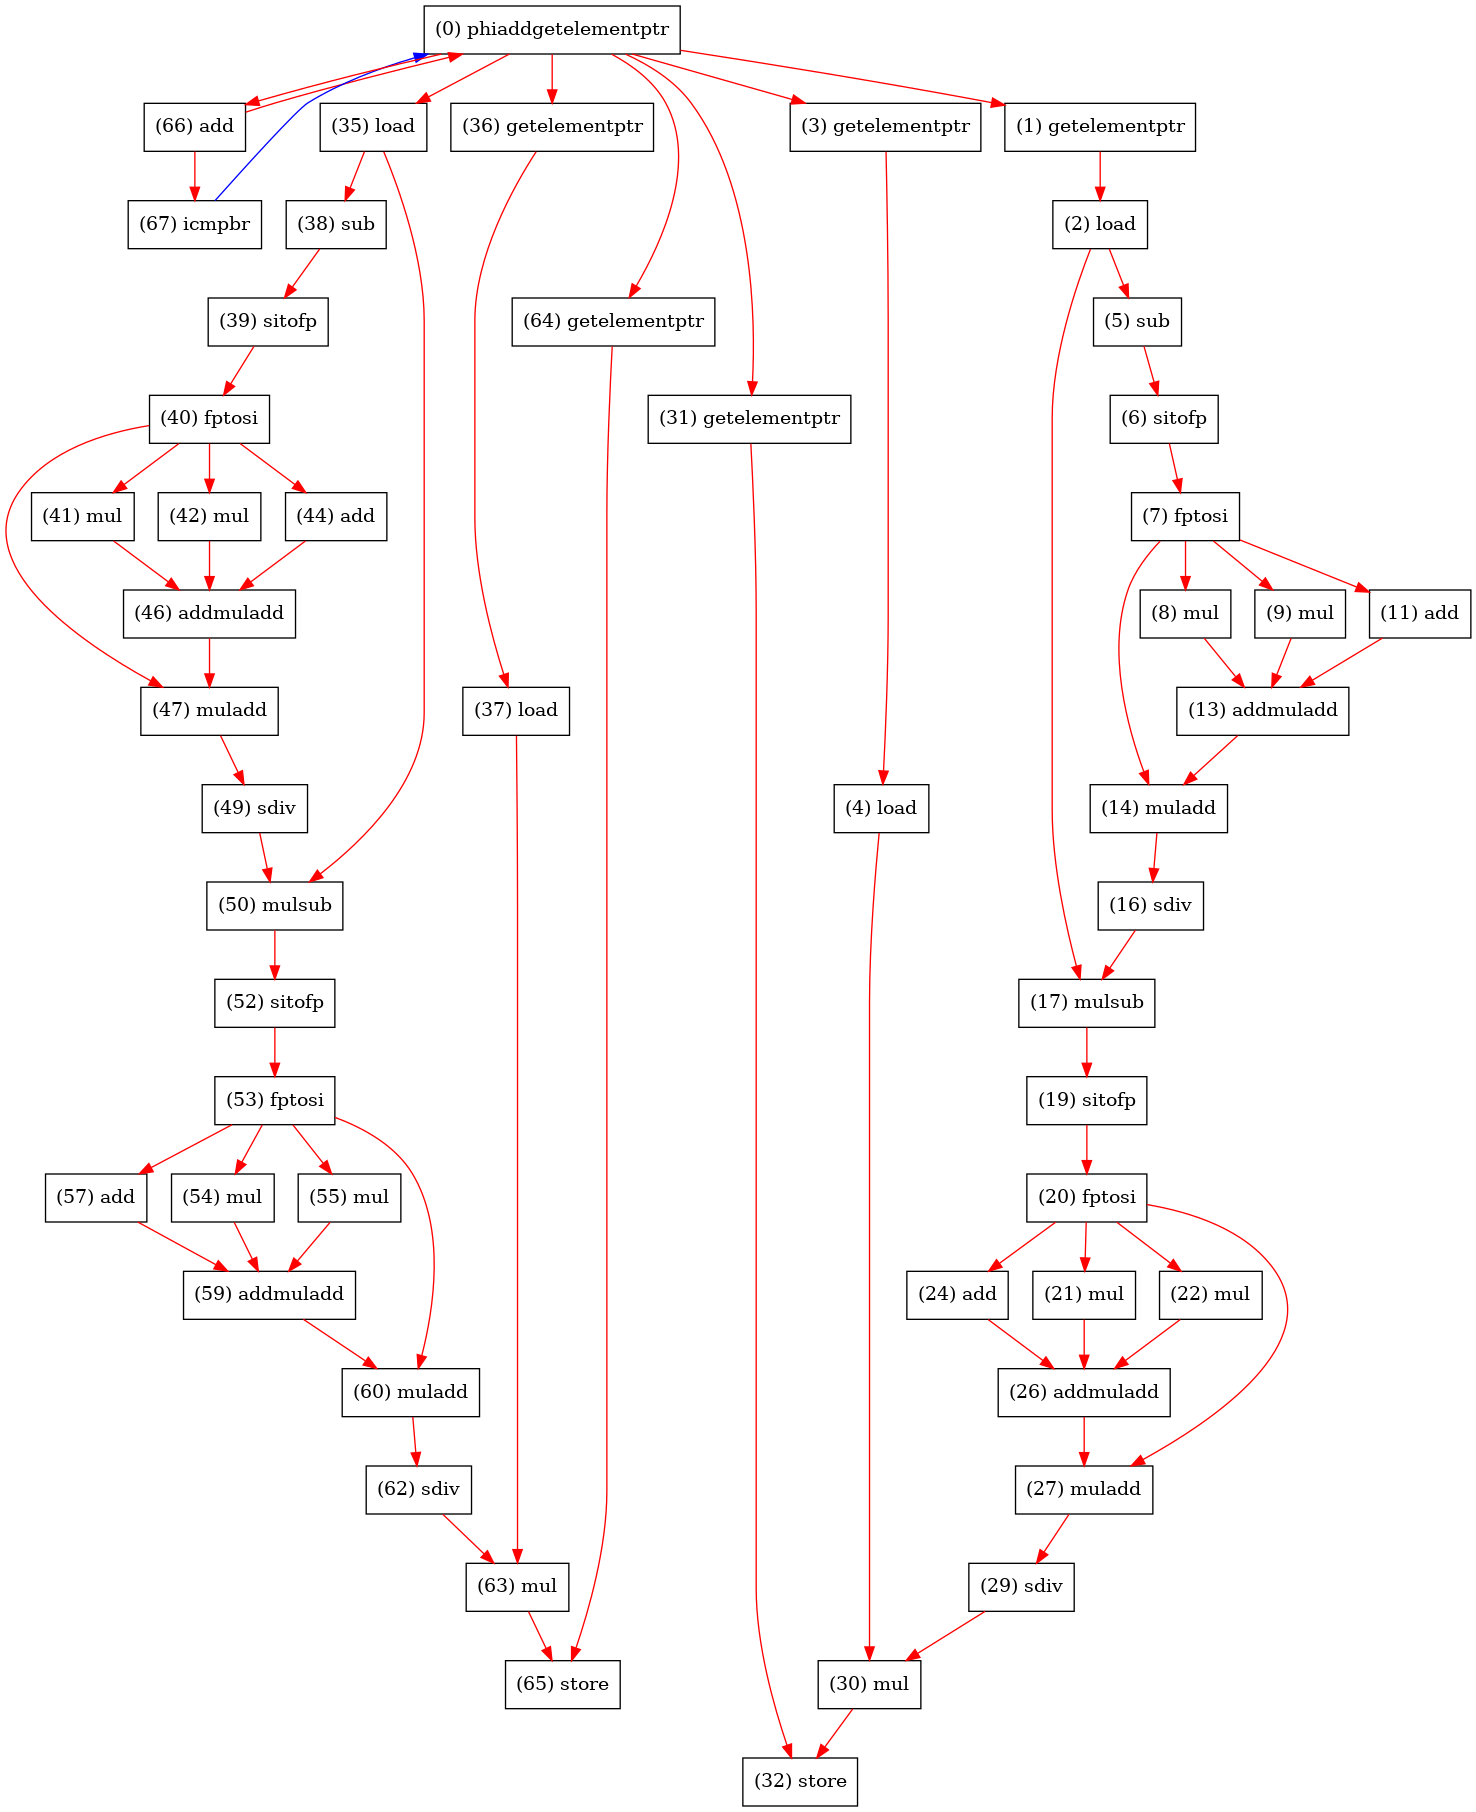 (0) phiaddgetelementptr
(66) add
(35) load
(36) getelementptr
(3) getelementptr
(1) getelementptr
(67) icmpbr
(38) sub
(2) load
(39) sitofp
(64) getelementptr
(5) sub
(40) fptosi
(31) getelementptr
(6) sitofp
(41) mul
(42) mul
(44) add
(7) fptosi
(46) addmuladd
(8) mul
(9) mul
(11) add
(47) muladd
(37) load
(13) addmuladd
(49) sdiv
(4) load
(14) muladd
(50) mulsub
(16) sdiv
(52) sitofp
(17) mulsub
(53) fptosi
(19) sitofp
(57) add
(54) mul
(55) mul
(20) fptosi
(59) addmuladd
(24) add
(21) mul
(22) mul
(60) muladd
(26) addmuladd
(62) sdiv
(27) muladd
(63) mul
(29) sdiv
(65) store
(30) mul
(32) store